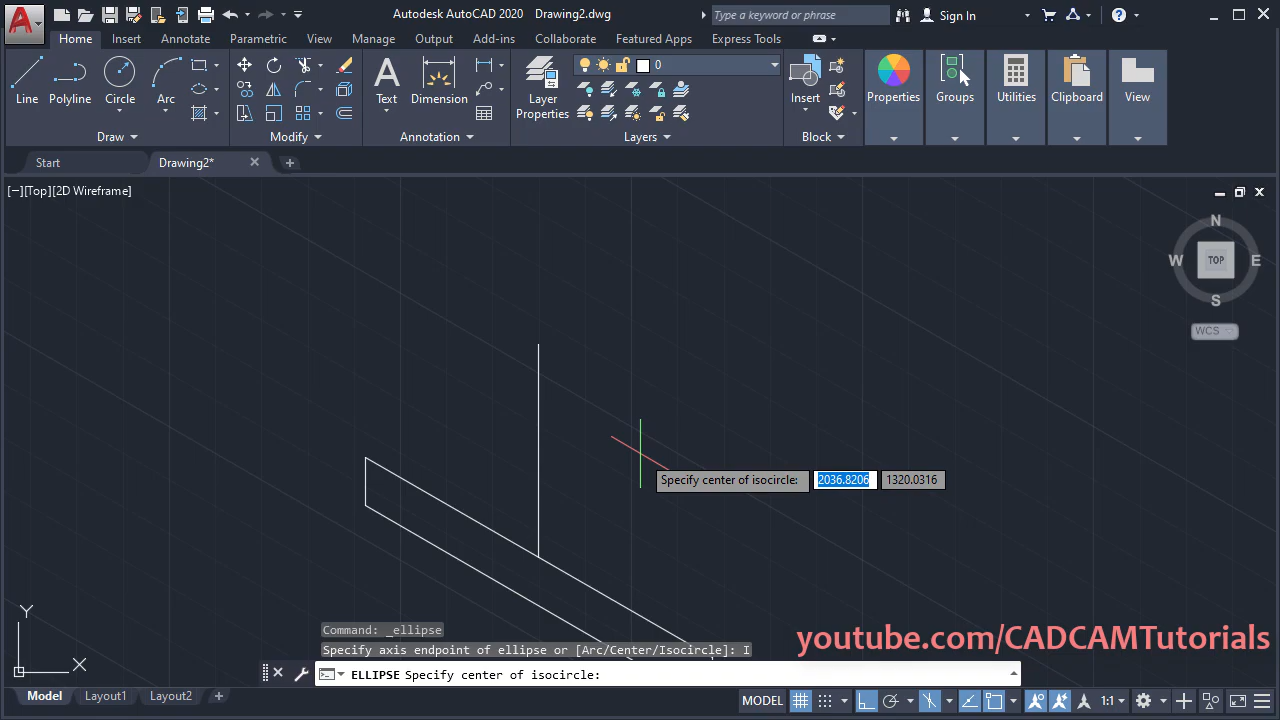 Autodesk AutoCAD 2020 Drawing2.dwg Type a keyword or phrase Sign In
Home Insert Annotate Parametric View Manage Output Add-ins Collaborate Featured Apps Express Tools
0
Line Polyline Circle Arc Text Dimension Layer Properties Insert Properties Groups Utilities Clipboard View
Draw Modify Annotation Layers Block
Start Drawing2*
[−][Top][2D Wireframe]
N
W TOP E
S
WCS
Specify center of isocircle: 2036.8206 1320.0316
Y
X
Command: _ellipse
Specify axis endpoint of ellipse or [Arc/Center/Isocircle]: I
youtube.com/CADCAMTutorials
ELLIPSE Specify center of isocircle:
Model Layout1 Layout2 MODEL 1:1